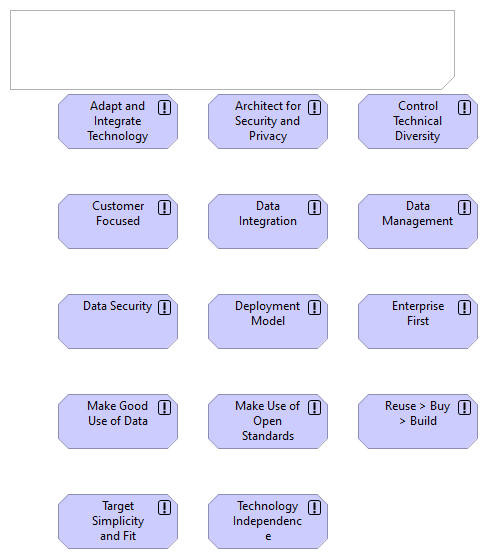 Adapt and
Integrate
Technology
Architect for
Security and
Privacy
Control
Technical
Diversity
Customer
Focused
Data
Integration
Data
Management
Data Security
Deployment
Model
Enterprise
First
Make Good
Use of Data
Make Use of
Open
Standards
Reuse > Buy
> Build
Target
Simplicity
and Fit
Technology
Independenc
e